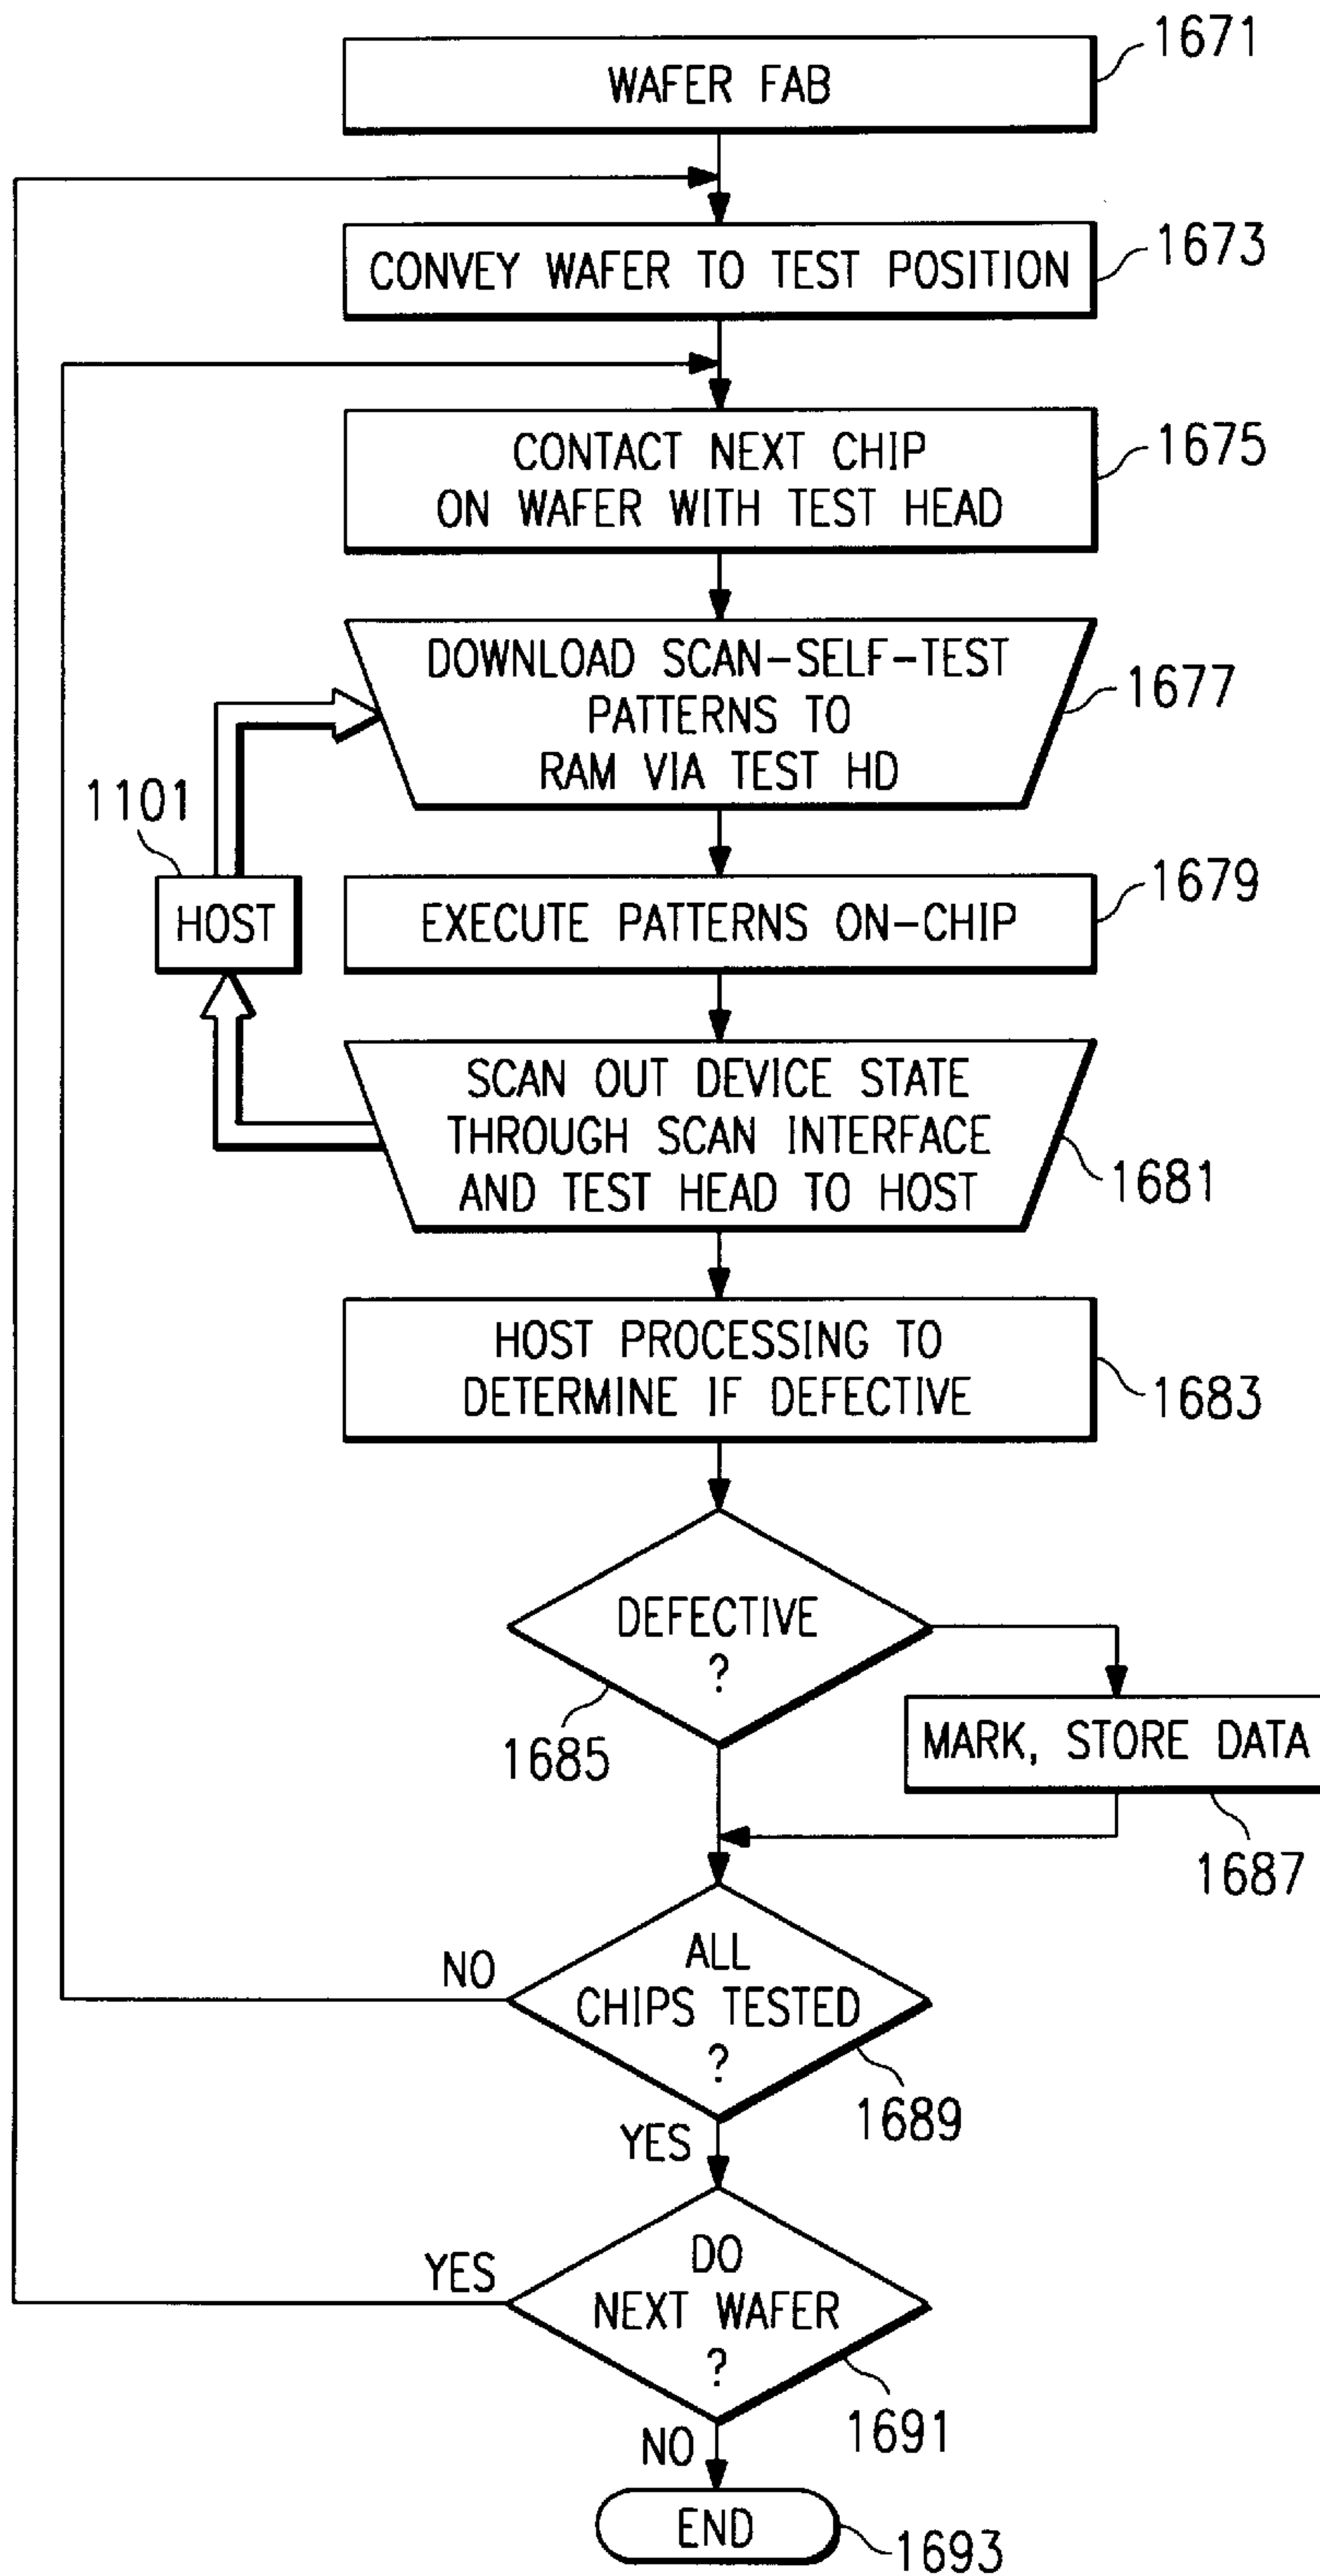 1671
WAFER FAB
1673
CONVEY WAFER TO TEST POSITION
1675
CONTACT NEXT CHIP
ON WAFER WITH TEST HEAD
DOWNLOAD SCAN-SELF-TEST
PATTERNS TO
RAM VIA TEST HD
1677
1101
HOST
1679
EXECUTE PATTERNS ON-CHIP
SCAN OUT DEVICE STATE
THROUGH SCAN INTERFACE
AND TEST HEAD TO HOST
1681
HOST PROCESSING TO
DETERMINE IF DEFECTIVE
1683
DEFECTIVE
?
1685
MARK, STORE DATA
1687
NO
ALL
CHIPS TESTED
?
1689
YES
YES
DO
NEXT WAFER
?
1691
NO
END
1693